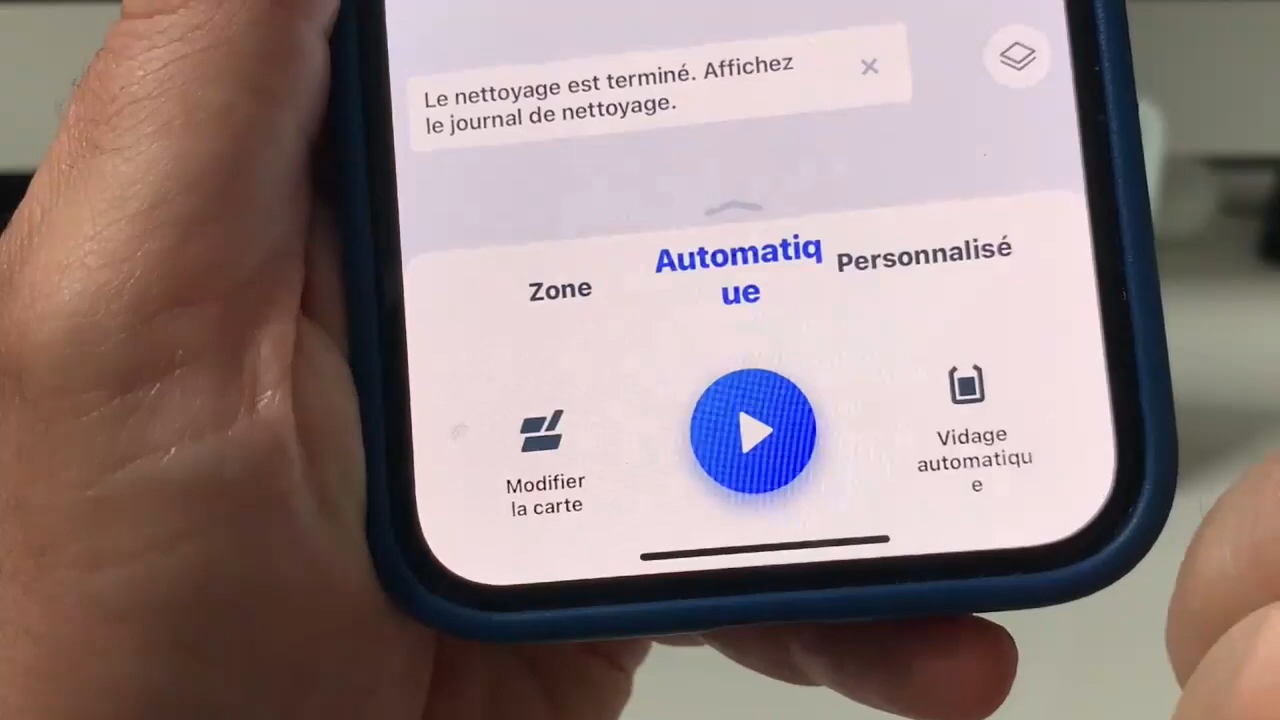 Le nettoyage est terminé. Affichez
le journal de nettoyage.
Zone
Automatiq
ue
Personnalisé
Modifier
la carte
Vidage
automatiqu
e